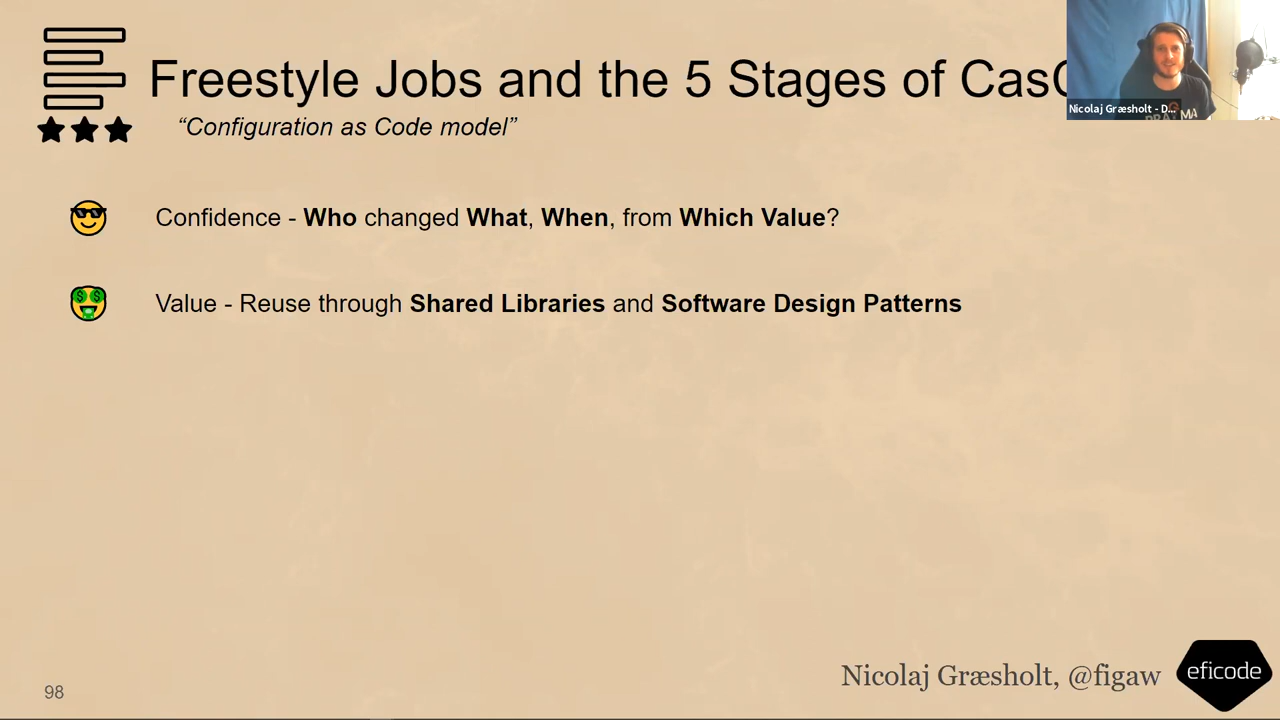 Freestyle Jobs and the 5 Stages of Cas
“Configuration as Code model”
Nicolaj Græsholt - D...
Confidence - Who changed What, When, from Which Value?
Value - Reuse through Shared Libraries and Software Design Patterns
Nicolaj Græsholt, @figaw
eficode
98